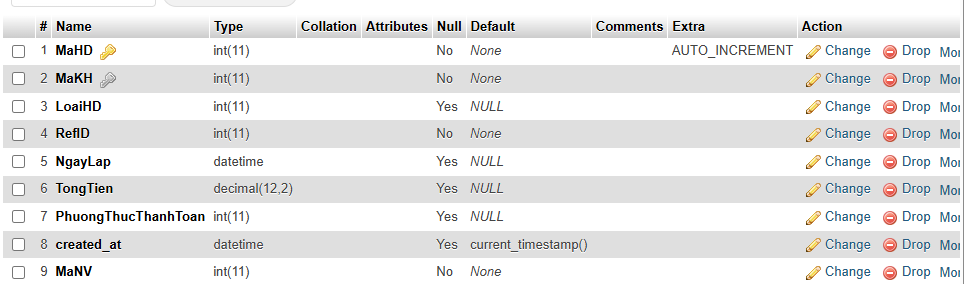 # Name Type Collation Attributes Null Default Comments Extra Action
1 MaHD int(11) No None AUTO_INCREMENT Change Drop Mor
2 MaKH int(11) No None Change Drop Mor
3 LoaiHD int(11) Yes NULL Change Drop Mor
4 RefID int(11) No None Change Drop Mor
5 NgayLap datetime Yes NULL Change Drop Mor
6 TongTien decimal(12,2) Yes NULL Change Drop Mor
7 PhuongThucThanhToan int(11) Yes NULL Change Drop Mor
8 created_at datetime Yes current_timestamp() Change Drop Mor
9 MaNV int(11) No None Change Drop Mor